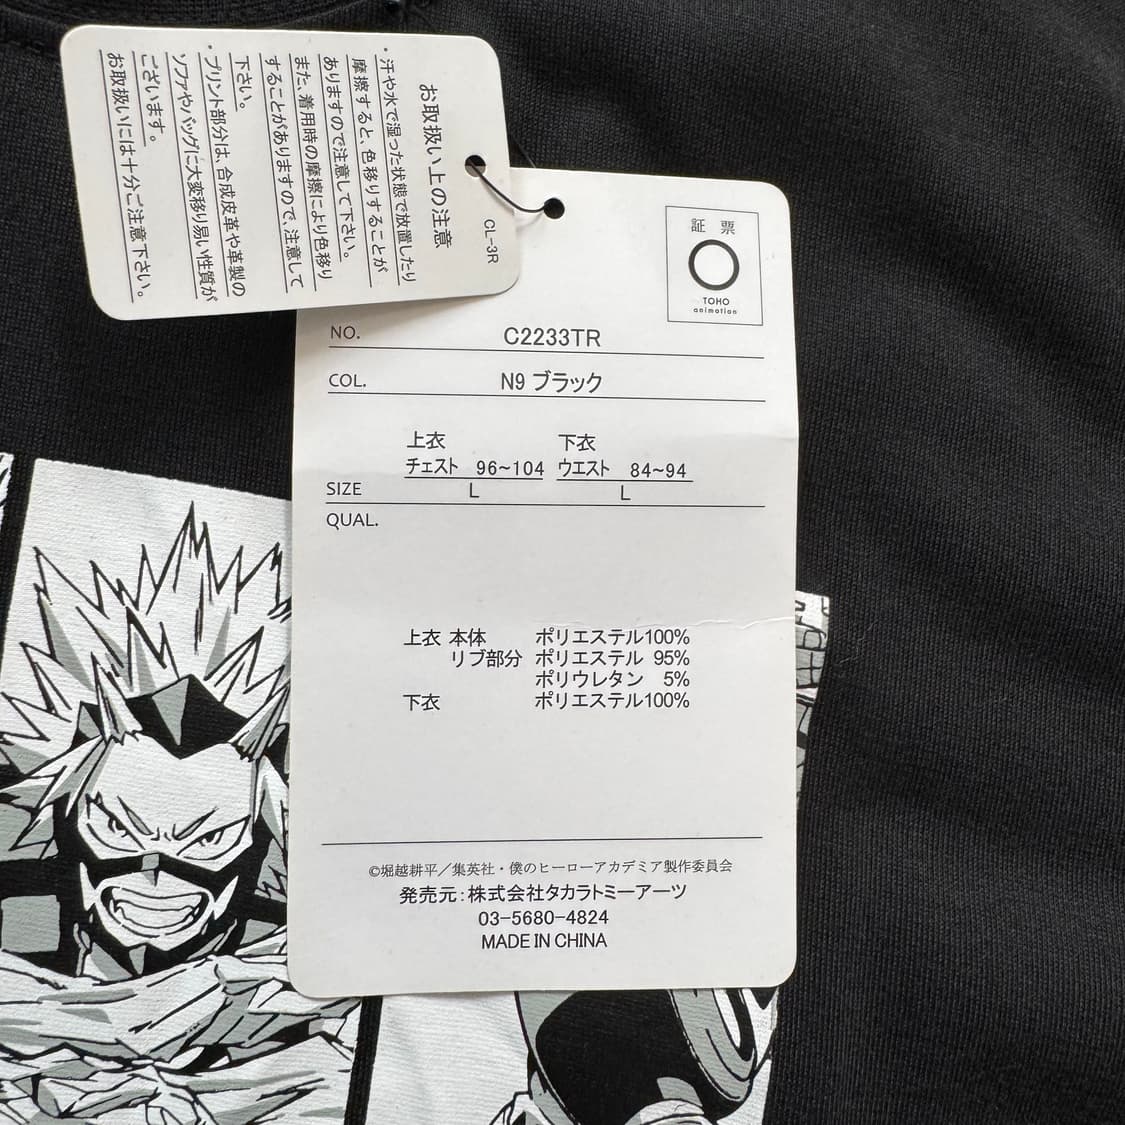 お取扱い上の注意
・汗や水で湿った状態で放置したり
摩擦すると、色移りすることが
ありますので注意して下さい。
また、着用時の摩擦により色移り
することがありますので注意して
下さい。
・プリント部分は、合成皮革や革製の
ソファやバッグに大変移り易い性質が
ございます。
お取扱いには十分ご注意下さい。
CL-3R
証 票
TOHO
animation
NO. C2233TR
COL. N9 ブラック
上衣 下衣
チェスト 96~104 ウエスト 84~94
SIZE L L
QUAL.
上衣 本体 ポリエステル100%
リブ部分 ポリエステル 95%
ポリウレタン 5%
下衣 ポリエステル100%
©堀越耕平／集英社・僕のヒーローアカデミア製作委員会
発売元：株式会社タカラトミーアーツ
03-5680-4824
MADE IN CHINA